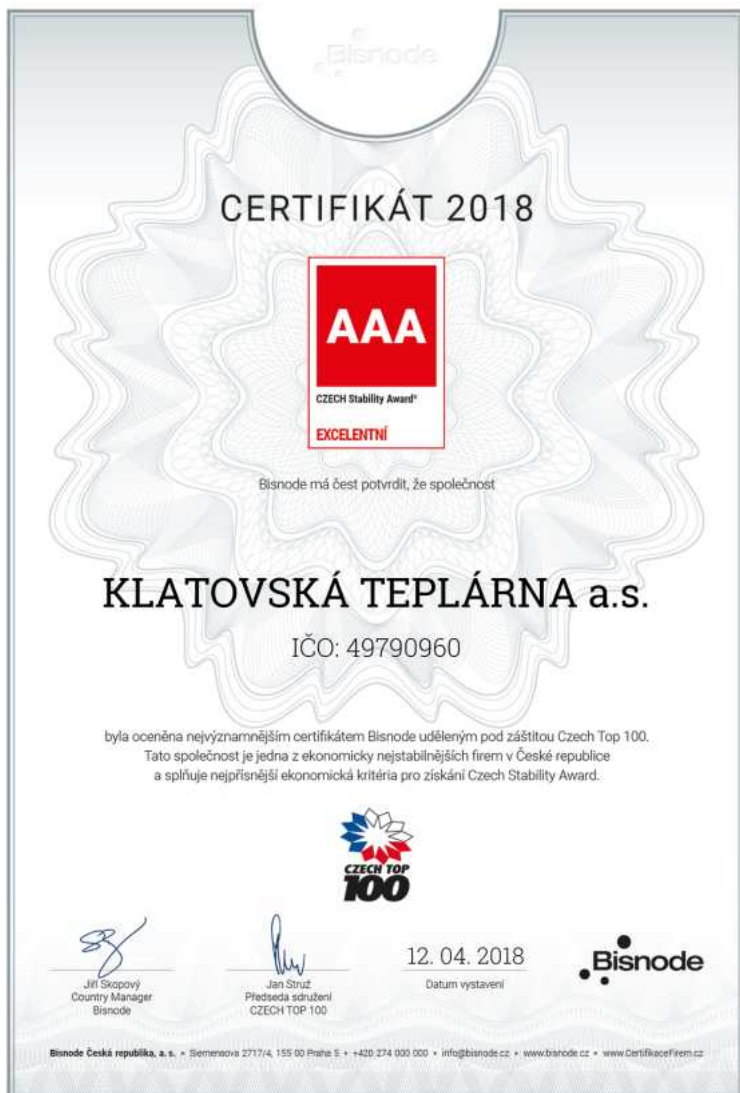 Bisnode
CERTIFIKÁT 2018
AAA
CZECH Stability Award®
EXCELENTNÍ
Bisnode má čest potvrdit, že společnost
KLATOVSKÁ TEPLÁRNA a.s.
IČO: 49790960
byla oceněna nejvýznamnějším certifikátem Bisnode uděleným pod záštitou Czech Top 100.
Tato společnost je jedna z ekonomicky nejstabilnějších firem v České republice
a splňuje nejpřísnější ekonomická kritéria pro získání Czech Stability Award.
CZECH TOP
100
12. 04. 2018
Bisnode
Jiří Skopový
Country Manager
Bisnode
Jan Struž
Předseda sdružení
CZECH TOP 100
Datum vystavení
Bisnode Česká republika, a. s. • Siemensova 2717/4, 155 00 Praha 5 • +420 274 000 000 • info@bisnode.cz • www.bisnode.cz • www.CertifikaceFirem.cz